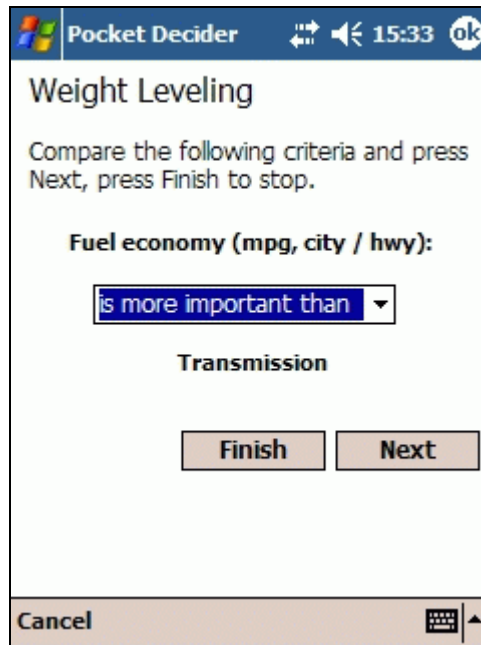 Pocket Decider 15:33 ok
Weight Leveling
Compare the following criteria and press
Next, press Finish to stop.
Fuel economy (mpg, city / hwy):
is more important than
Transmission
Finish Next
Cancel